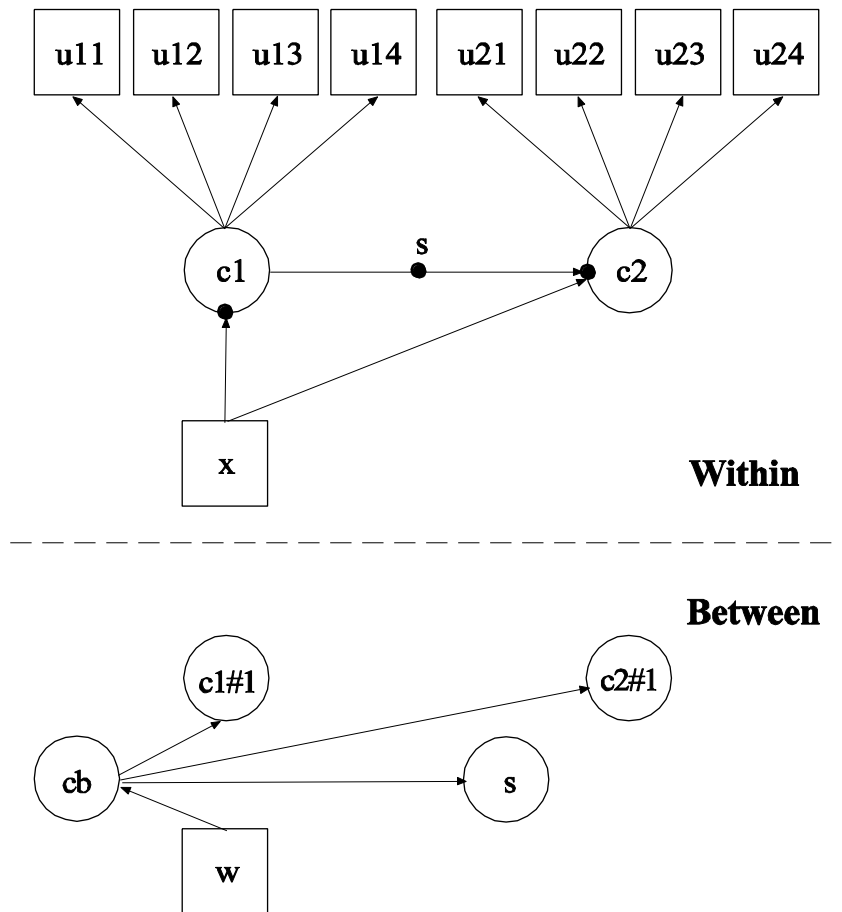 u11 u12 u13 u14 u21 u22 u23 u24
s
c1 c2
x
Within
Between
c1#1 c2#1
cb s
w